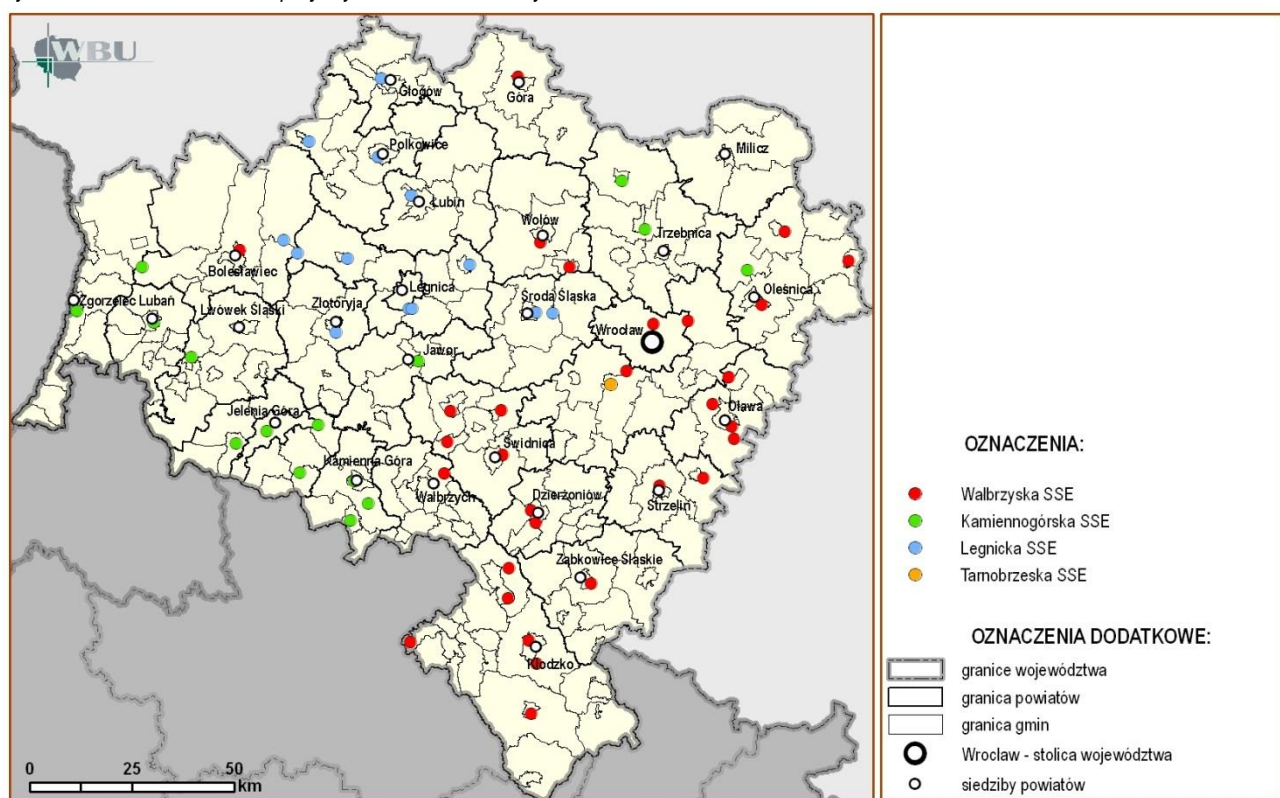 WBU
Głogów
Góra
Polkowice
Milicz
Lubin
Wołów
Trzebnica
Bolesławiec
Oleśnica
Legnica
Środa Śląska
Zgorzelec
Lubań
Lwówek Śląski
Złotoryja
Wrocław
Jawor
Jelenia Góra
Oława
Kamienna Góra
Świdnica
Wałbrzych
Dzierżoniów
Strzelin
Ząbkowice Śląskie
Kłodzko
0 25 50
km
OZNACZENIA:
Wałbrzyska SSE
Kamiennogórska SSE
Legnicka SSE
Tarnobrzeska SSE
OZNACZENIA DODATKOWE:
granice województwa
granica powiatów
granica gmin
Wrocław - stolica województwa
siedziby powiatów